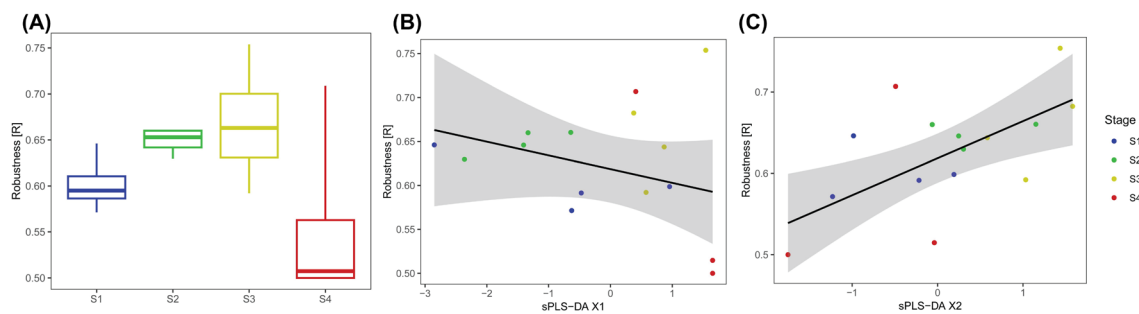 (A)
Robustness [R]
0.75
0.70
0.65
0.60
0.55
0.50
S1
S2
S3
S4
(B)
Robustness [R]
0.75
0.70
0.65
0.60
0.55
0.50
−3
−2
−1
0
1
sPLS−DA X1
(C)
Robustness [R]
0.7
0.6
0.5
−1
0
1
sPLS−DA X2
Stage
S1
S2
S3
S4